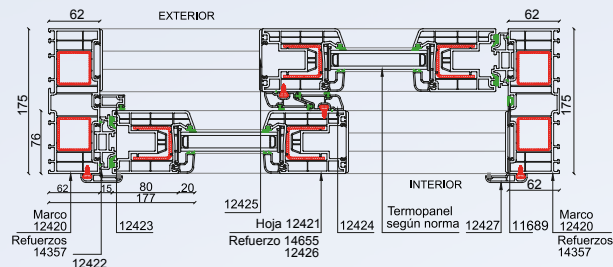 62
EXTERIOR
62
175
76
175
62
15
80
20
177
INTERIOR
62
Marco
12420
Refuerzos
14357
12422
12423
12425
Hoja 12421
Refuerzo 14655
12426
12424
Termopanel
según norma
12427
11689
Marco
12420
Refuerzos
14357